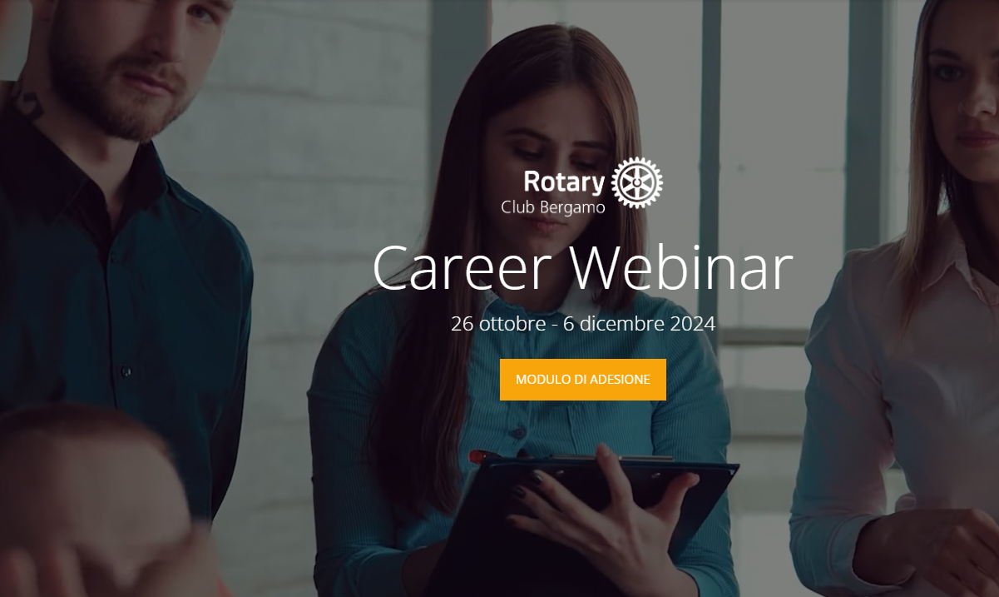 Rotary
Club Bergamo
Career Webinar
26 ottobre - 6 dicembre 2024
MODULO DI ADESIONE